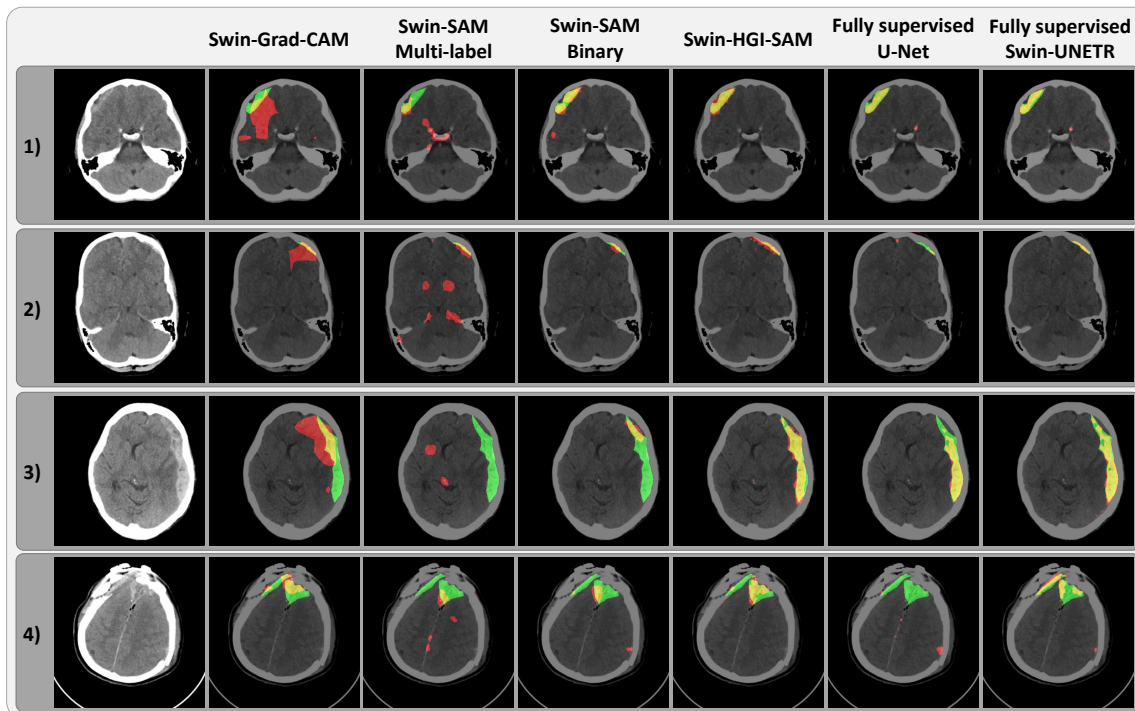 Swin-Grad-CAM
Swin-SAM
Multi-label
Swin-SAM
Binary
Swin-HGI-SAM
Fully supervised
U-Net
Fully supervised
Swin-UNETR
1)
2)
3)
4)